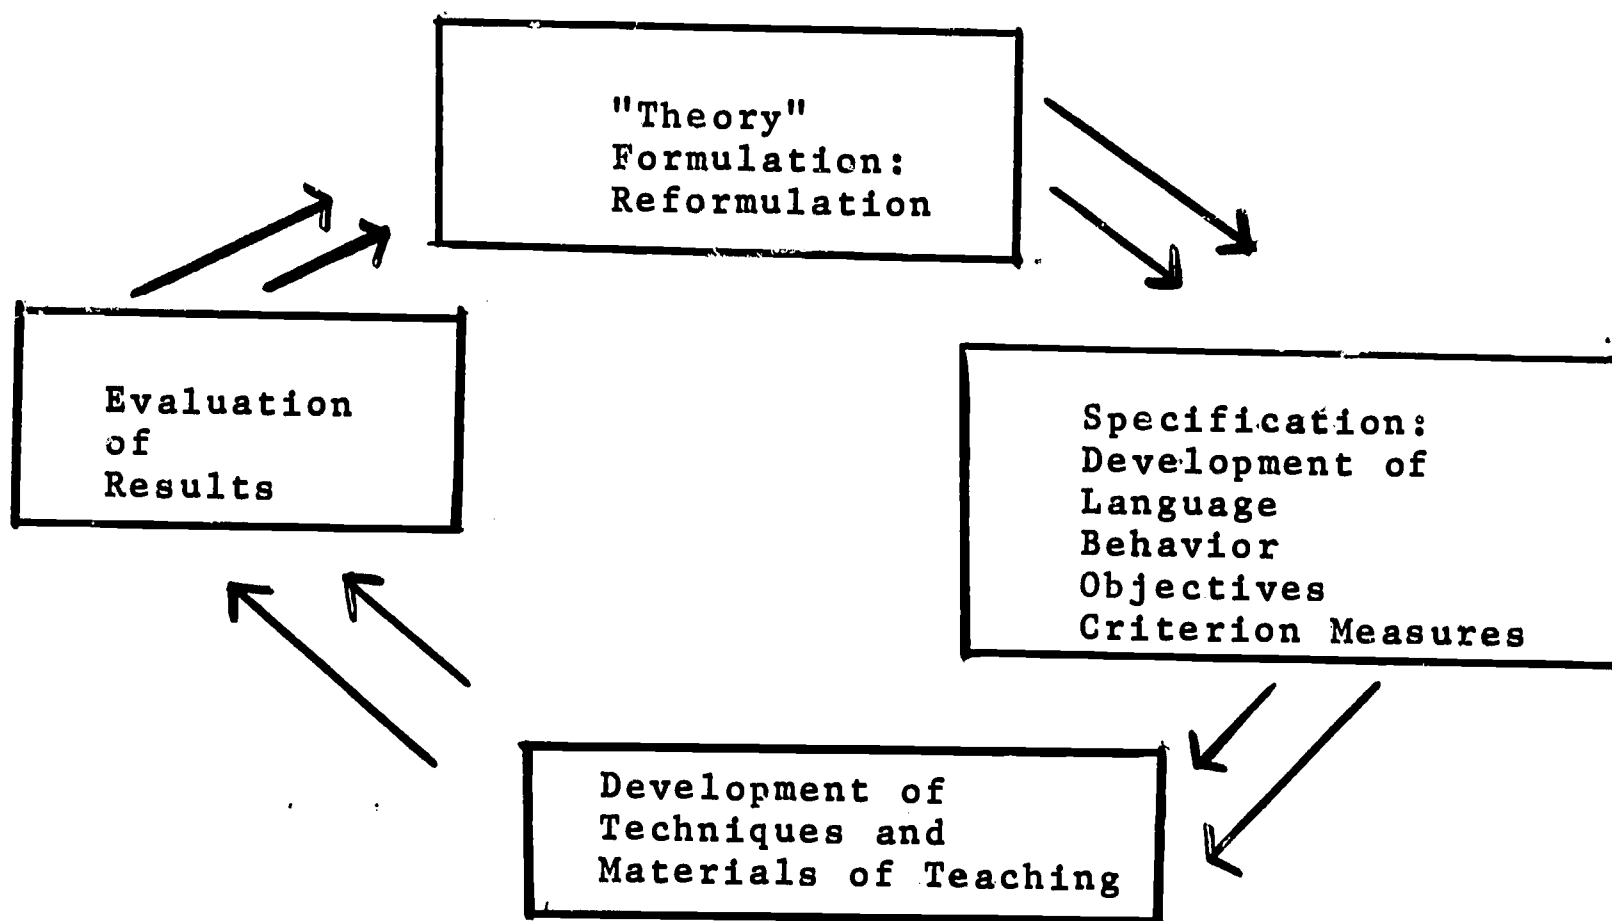 "Theory"
Formulation:
Reformulation
Evaluation
of
Results
Specification:
Development of
Language
Behavior
Objectives
Criterion Measures
Development of
Techniques and
Materials of Teaching